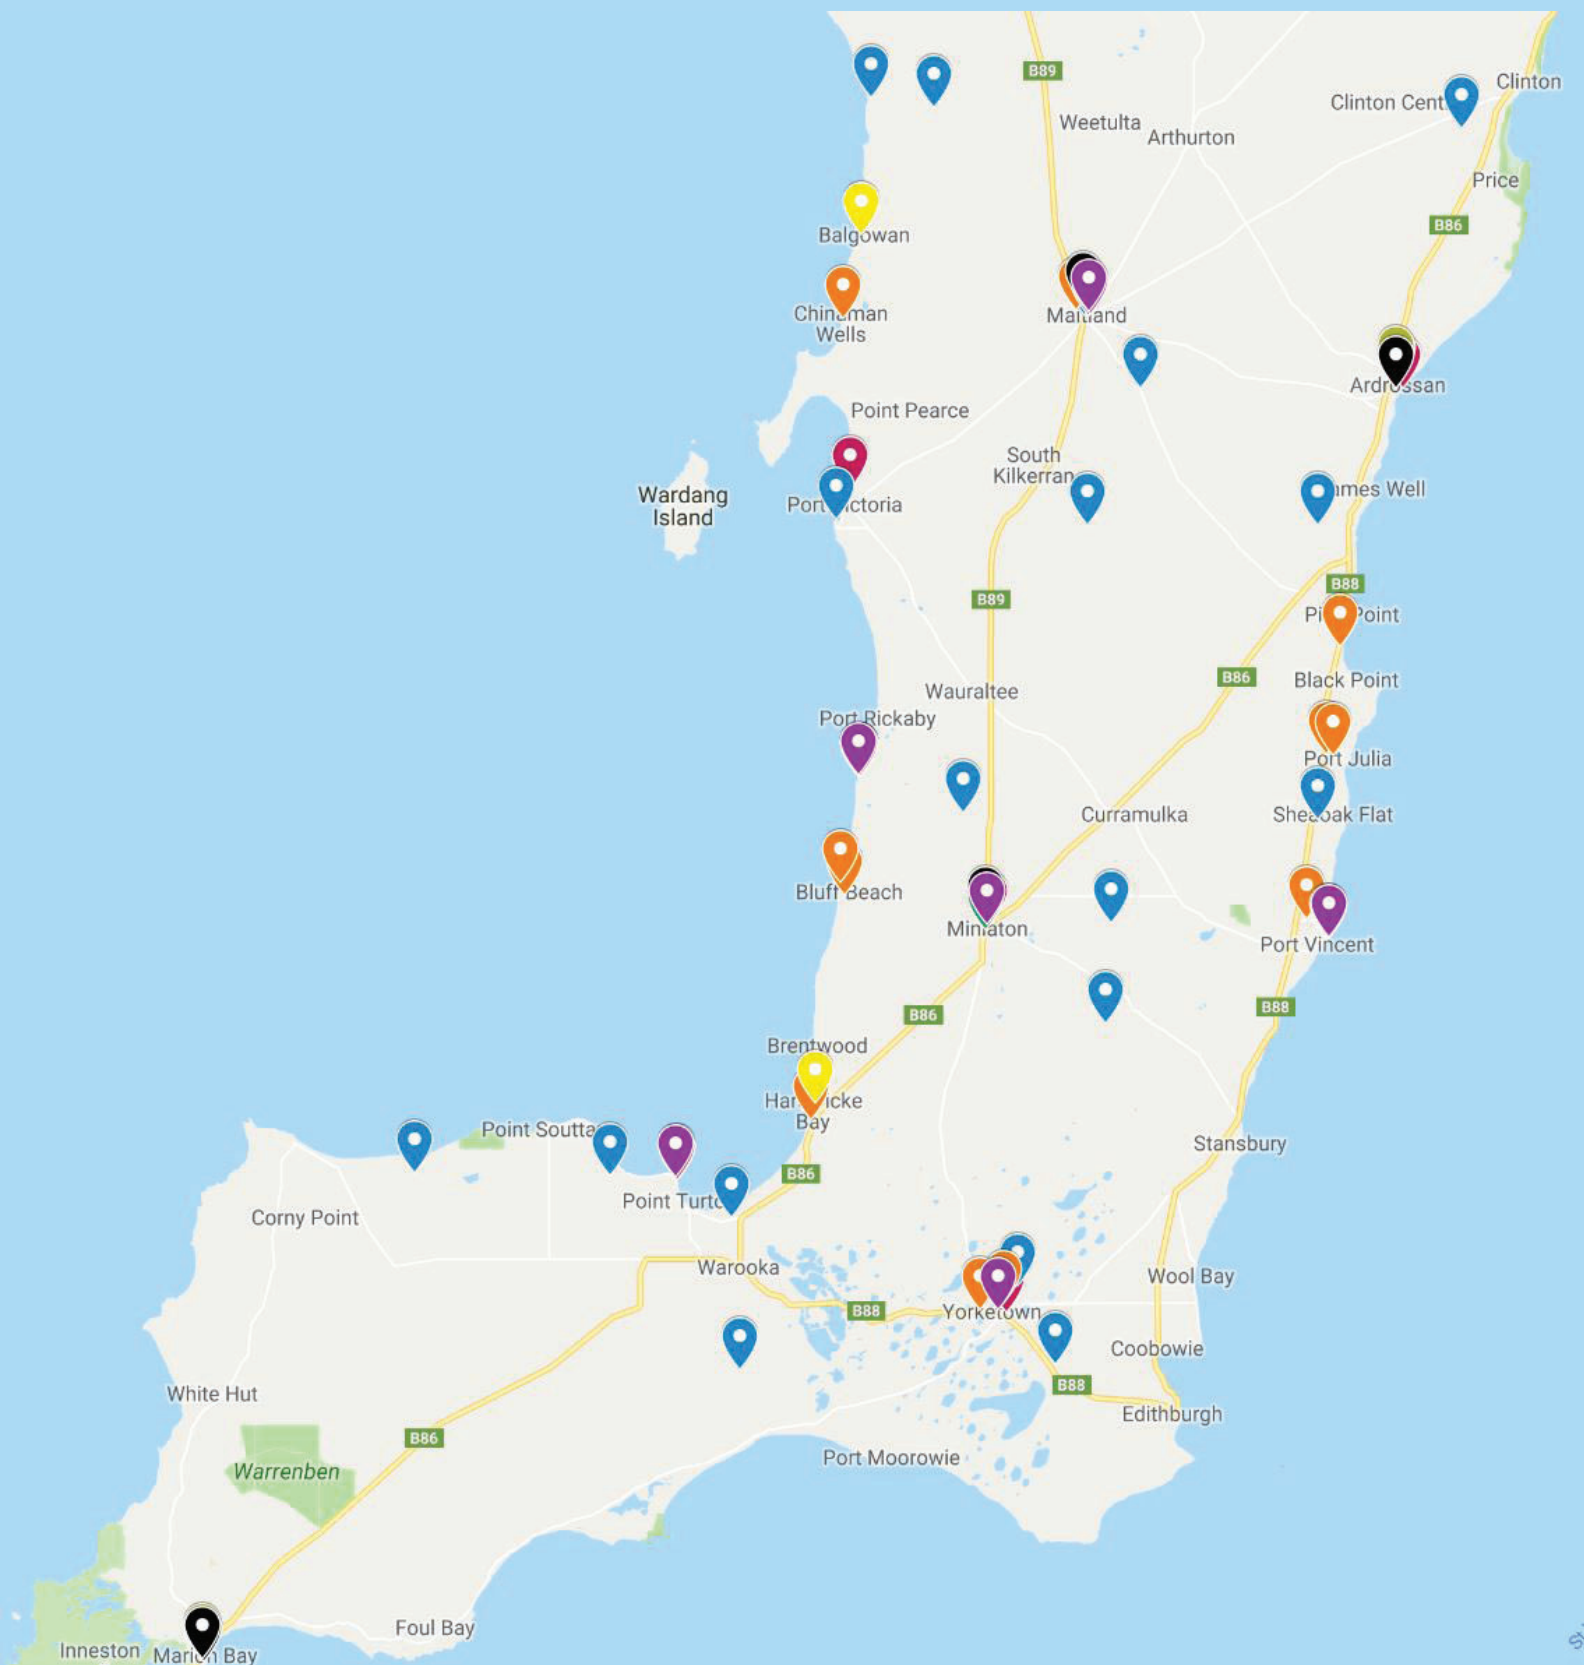 B89
Clinton
Clinton Cent
Weetulta
Arthurton
Price
B86
Balgowan
Chinaman
Wells
Maitland
Ardrossan
Point Pearce
South
Kilkerran
Wardang
Island
Port Victoria
mes Well
B88
B89
Point
B86
Black Point
Wauraltee
Port Rickaby
Port Julia
Curramulka
Sheaoak Flat
Bluff Beach
Minlaton
Port Vincent
B88
B86
Brentwood
Hardwicke
Bay
Point Soutta
Stansbury
B86
Point Turto
Corny Point
Warooka
Wool Bay
B88
Yorketown
Coobowie
B88
White Hut
Edithburgh
B86
Port Moorowie
Warrenben
Foul Bay
Inneston
Marion Bay